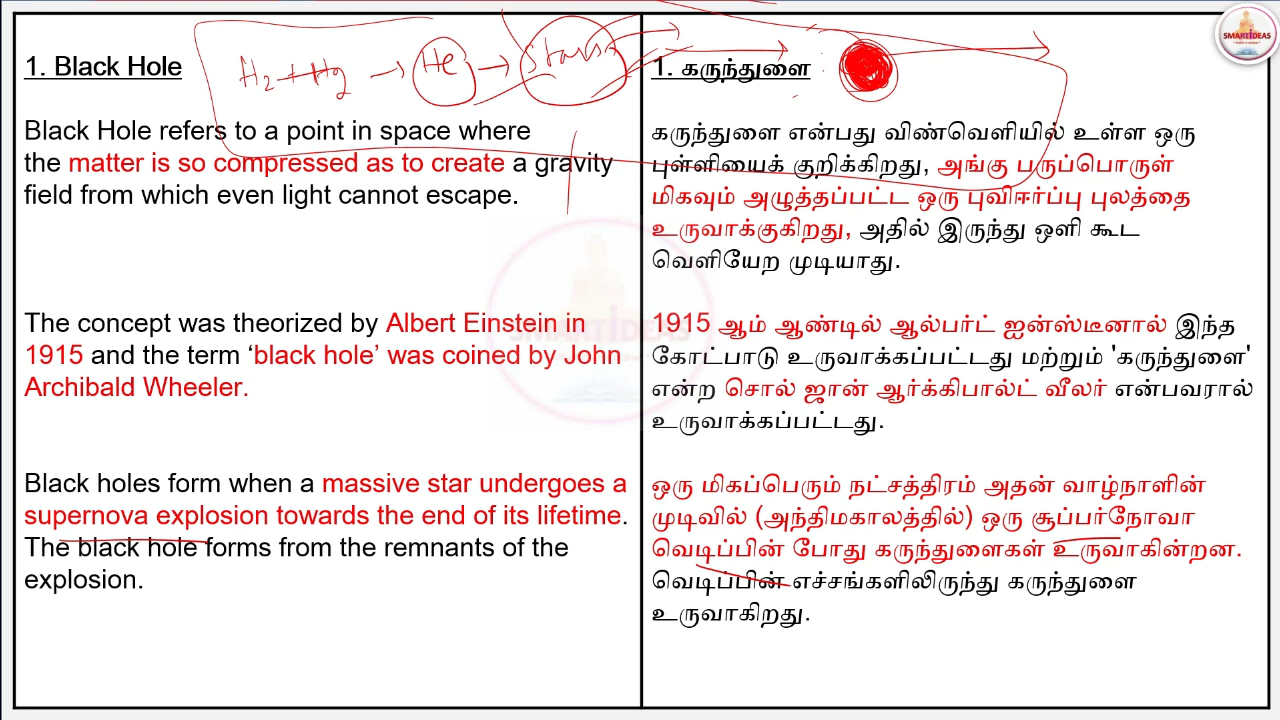 SMARTIDEAS
1. Black Hole
H₂ + H₂ → He → Stars
Black Hole refers to a point in space where
the matter is so compressed as to create a gravity
field from which even light cannot escape.
The concept was theorized by Albert Einstein in
1915 and the term ‘black hole’ was coined by John
Archibald Wheeler.
Black holes form when a massive star undergoes a
supernova explosion towards the end of its lifetime.
The black hole forms from the remnants of the
explosion.
1. கருந்துளை
கருந்துளை என்பது விண்வெளியில் உள்ள ஒரு
புள்ளியைக் குறிக்கிறது, அங்கு பருப்பொருள்
மிகவும் அழுத்தப்பட்ட ஒரு புவிஈர்ப்பு புலத்தை
உருவாக்குகிறது, அதில் இருந்து ஒளி கூட
வெளியேற முடியாது.
1915 ஆம் ஆண்டில் ஆல்பர்ட் ஐன்ஸ்டீனால் இந்த
கோட்பாடு உருவாக்கப்பட்டது மற்றும் 'கருந்துளை'
என்ற சொல் ஜான் ஆர்க்கிபால்ட் வீலர் என்பவரால்
உருவாக்கப்பட்டது.
ஒரு மிகப்பெரும் நட்சத்திரம் அதன் வாழ்நாளின்
முடிவில் (அந்திமகாலத்தில்) ஒரு சூப்பர்நோவா
வெடிப்பின் போது கருந்துளைகள் உருவாகின்றன.
வெடிப்பின் எச்சங்களிலிருந்து கருந்துளை
உருவாகிறது.
SMARTIDEAS